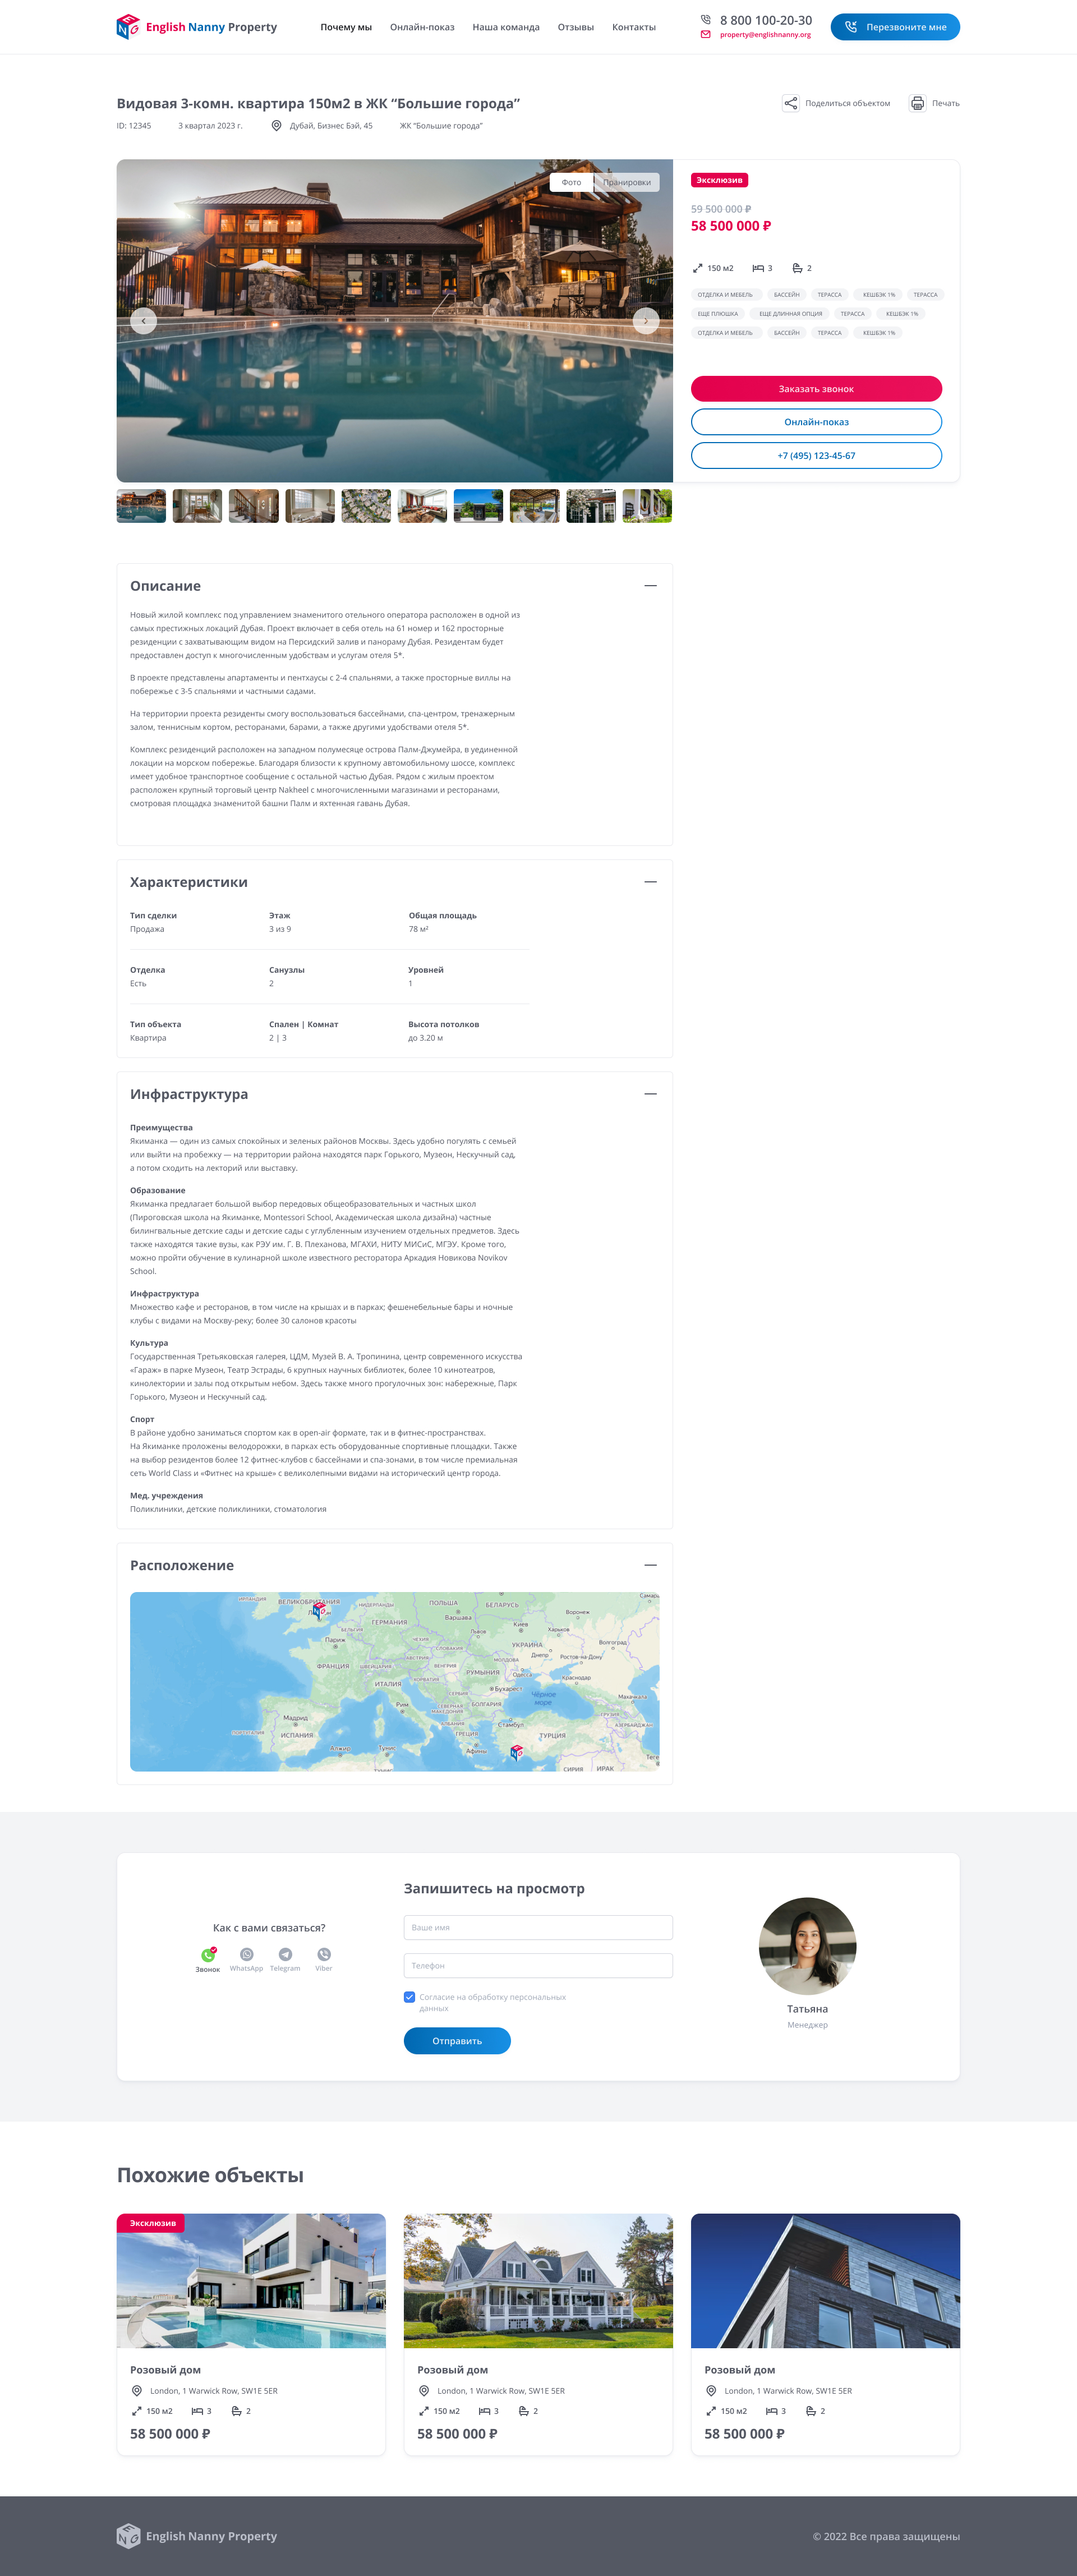 English Nanny Property
Почему мы Онлайн-показ Наша команда Отзывы Контакты
8 800 100-20-30
property@englishnanny.org
Перезвоните мне
Видовая 3-комн. квартира 150м2 в ЖК “Большие города”
Поделиться объектом
Печать
ID: 12345 3 квартал 2023 г. Дубай, Бизнес Бэй, 45 ЖК “Большие города”
Фото Пранировки
Эксклюзив
59 500 000 ₽
58 500 000 ₽
150 м2 3 2
ОТДЕЛКА И МЕБЕЛЬ БАССЕЙН ТЕРАССА КЕШБЭК 1% ТЕРАССА
ЕЩЕ ПЛЮШКА ЕЩЕ ДЛИННАЯ ОПЦИЯ ТЕРАССА КЕШБЭК 1%
ОТДЕЛКА И МЕБЕЛЬ БАССЕЙН ТЕРАССА КЕШБЭК 1%
Заказать звонок
Онлайн-показ
+7 (495) 123-45-67
Описание
Новый жилой комплекс под управлением знаменитого отельного оператора расположен в одной из
самых престижных локаций Дубая. Проект включает в себя отель на 61 номер и 162 просторные
резиденции с захватывающим видом на Персидский залив и панораму Дубая. Резидентам будет
предоставлен доступ к многочисленным удобствам и услугам отеля 5*.
В проекте представлены апартаменты и пентхаусы с 2-4 спальнями, а также просторные виллы на
побережье с 3-5 спальнями и частными садами.
На территории проекта резиденты смогу воспользоваться бассейнами, спа-центром, тренажерным
залом, теннисным кортом, ресторанами, барами, а также другими удобствами отеля 5*.
Комплекс резиденций расположен на западном полумесяце острова Палм-Джумейра, в уединенной
локации на морском побережье. Благодаря близости к крупному автомобильному шоссе, комплекс
имеет удобное транспортное сообщение с остальной частью Дубая. Рядом с жилым проектом
расположен крупный торговый центр Nakheel с многочисленными магазинами и ресторанами,
смотровая площадка знаменитой башни Палм и яхтенная гавань Дубая.
Характеристики
Тип сделки Этаж Общая площадь
Продажа 3 из 9 78 м²
Отделка Санузлы Уровней
Есть 2 1
Тип объекта Спален | Комнат Высота потолков
Квартира 2 | 3 до 3.20 м
Инфраструктура
Преимущества
Якиманка — один из самых спокойных и зеленых районов Москвы. Здесь удобно погулять с семьей
или выйти на пробежку — на территории района находятся парк Горького, Музеон, Нескучный сад,
а потом сходить на лекторий или выставку.
Образование
Якиманка предлагает большой выбор передовых общеобразовательных и частных школ
(Пироговская школа на Якиманке, Montessori School, Академическая школа дизайна) частные
билингвальные детские сады и детские сады с углубленным изучением отдельных предметов. Здесь
также находятся такие вузы, как РЭУ им. Г. В. Плеханова, МГАХИ, НИТУ МИСиС, МГЭУ. Кроме того,
можно пройти обучение в кулинарной школе известного ресторатора Аркадия Новикова Novikov
School.
Инфраструктура
Множество кафе и ресторанов, в том числе на крышах и в парках; фешенебельные бары и ночные
клубы с видами на Москву-реку; более 30 салонов красоты
Культура
Государственная Третьяковская галерея, ЦДМ, Музей В. А. Тропинина, центр современного искусства
«Гараж» в парке Музеон, Театр Эстрады, 6 крупных научных библиотек, более 10 кинотеатров,
кинолектории и залы под открытым небом. Здесь также много прогулочных зон: набережные, Парк
Горького, Музеон и Нескучный сад.
Спорт
В районе удобно заниматься спортом как в open-air формате, так и в фитнес-пространствах.
На Якиманке проложены велодорожки, в парках есть оборудованные спортивные площадки. Также
на выбор резидентов более 12 фитнес-клубов с бассейнами и спа-зонами, в том числе премиальная
сеть World Class и «Фитнес на крыше» с великолепными видами на исторический центр города.
Мед. учреждения
Поликлиники, детские поликлиники, стоматология
Расположение
ИРЛАНДИЯ ВЕЛИКОБРИТАНИЯ НИДЕРЛАНДЫ ПОЛЬША БЕЛАРУСЬ Самара
Варшава Воронеж
БЕЛЬГИЯ ГЕРМАНИЯ Киев
Париж ЧЕХИЯ Львов Харьков
АВСТРИЯ СЛОВАКИЯ УКРАИНА Волгоград
ФРАНЦИЯ ШВЕЙЦАРИЯ ВЕНГРИЯ МОЛДОВА Днепр Ростов-на-Дону
РУМЫНИЯ Одесса Краснодар
ИТАЛИЯ СЕРБИЯ Бухарест
Рим БОЛГАРИЯ Чёрное море Махачкала
СЕВЕРНАЯ МАКЕДОНИЯ ГРУЗИЯ
Мадрид АЛБАНИЯ Стамбул АЗЕРБАЙДЖАН
ПОРТУГАЛИЯ ИСПАНИЯ ГРЕЦИЯ ТУРЦИЯ
Алжир Тунис Афины
СИРИЯ ИРАК
Запишитесь на просмотр
Как с вами связаться?
Звонок WhatsApp Telegram Viber
Ваше имя
Телефон
Согласие на обработку персональных
данных
Отправить
Татьяна
Менеджер
Похожие объекты
Эксклюзив
Розовый дом Розовый дом Розовый дом
London, 1 Warwick Row, SW1E 5ER London, 1 Warwick Row, SW1E 5ER London, 1 Warwick Row, SW1E 5ER
150 м2 3 2 150 м2 3 2 150 м2 3 2
58 500 000 ₽ 58 500 000 ₽ 58 500 000 ₽
English Nanny Property
© 2022 Все права защищены